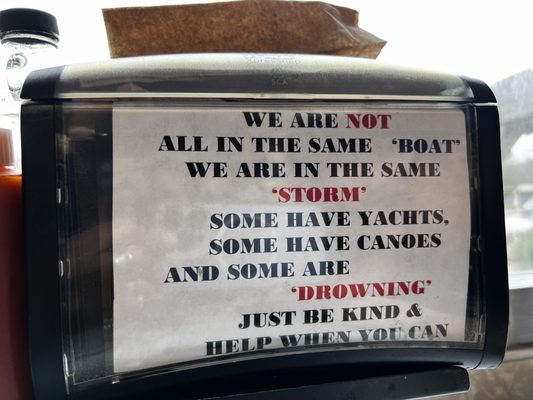 WE ARE NOT
ALL IN THE SAME 'BOAT'
WE ARE IN THE SAME
'STORM'
SOME HAVE YACHTS,
SOME HAVE CANOES
AND SOME ARE
'DROWNING'
JUST BE KIND &
HELP WHEN YOU CAN